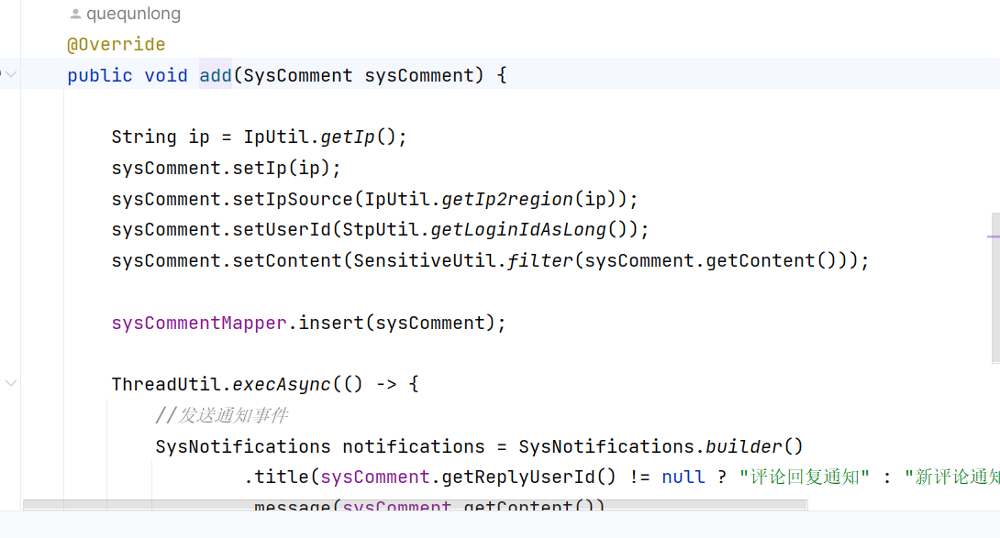 quequnlong
@Override
public void add(SysComment sysComment) {
String ip = IpUtil.getIp();
sysComment.setIp(ip);
sysComment.setIpSource(IpUtil.getIp2region(ip));
sysComment.setUserId(StpUtil.getLoginIdAsLong());
sysComment.setContent(SensitiveUtil.filter(sysComment.getContent()));
sysCommentMapper.insert(sysComment);
ThreadUtil.execAsync(() -> {
//发送通知事件
SysNotifications notifications = SysNotifications.builder()
.title(sysComment.getReplyUserId() != null ? "评论回复通知" : "新评论通知
.message(sysComment.getContent())